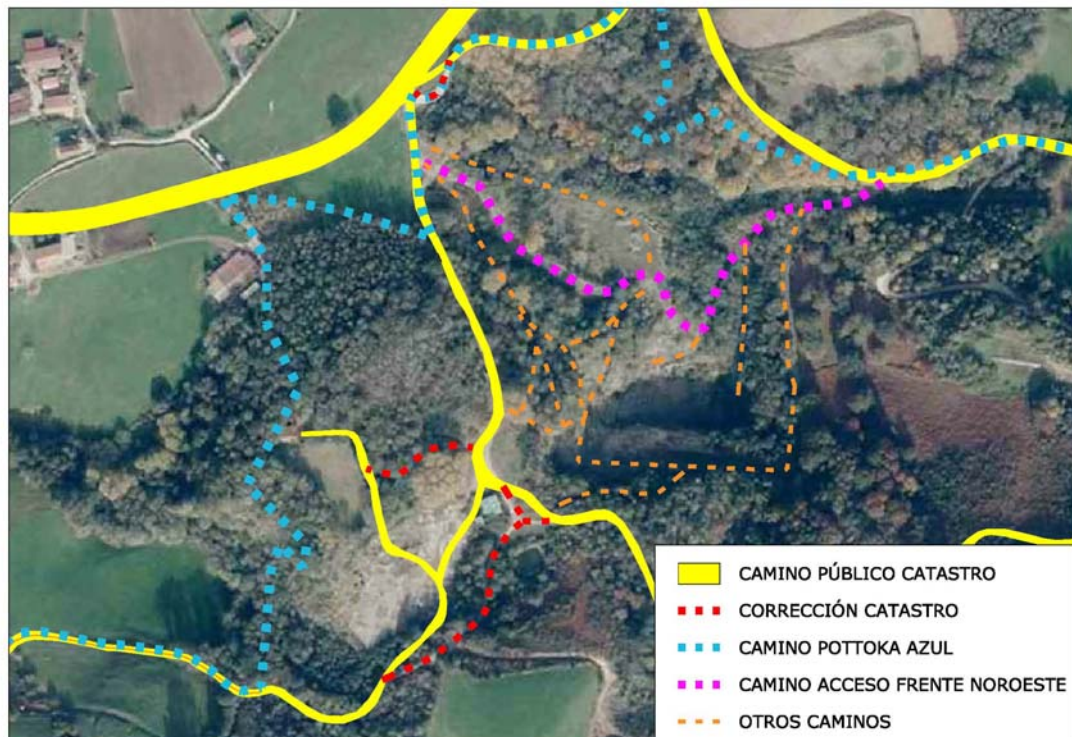 CAMINO PÚBLICO CATASTRO
CORRECCIÓN CATASTRO
CAMINO POTTOKA AZUL
CAMINO ACCESO FRENTE NOROESTE
OTROS CAMINOS